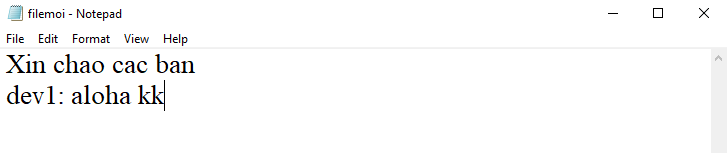 filemoi - Notepad
File Edit Format View Help
Xin chao cac ban
dev1: aloha kk